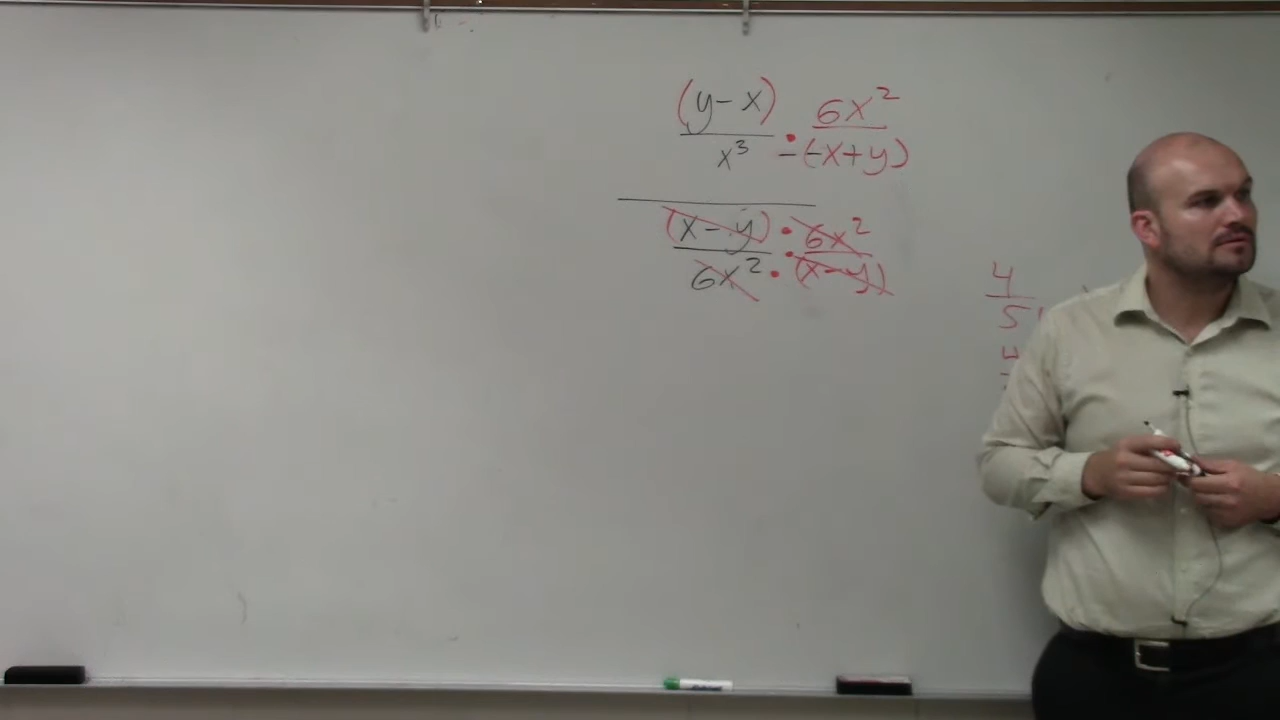 (y - x) 6x²
x³ · -(-x + y)
(x - y) · 6x²
6x² · (x - y)
4
5